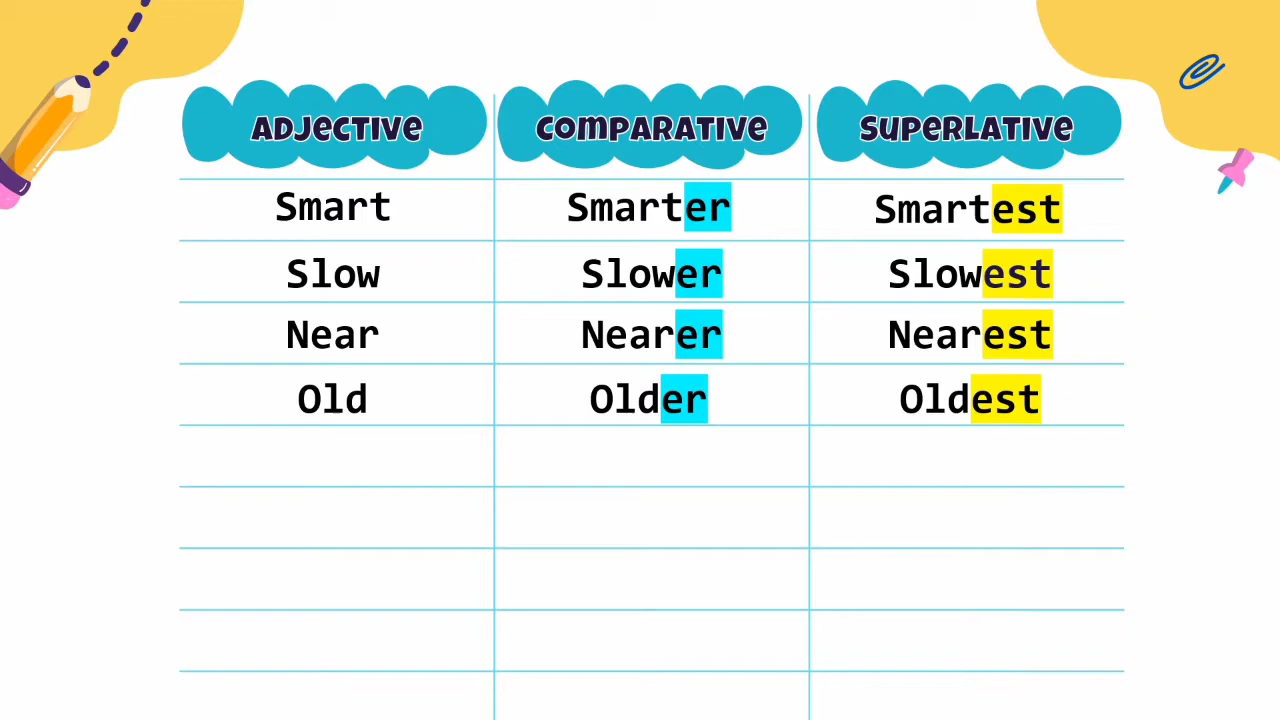 ADJECTIVE COMPARATIVE SUPERLATIVE
Smart Smarter Smartest
Slow Slower Slowest
Near Nearer Nearest
Old Older Oldest